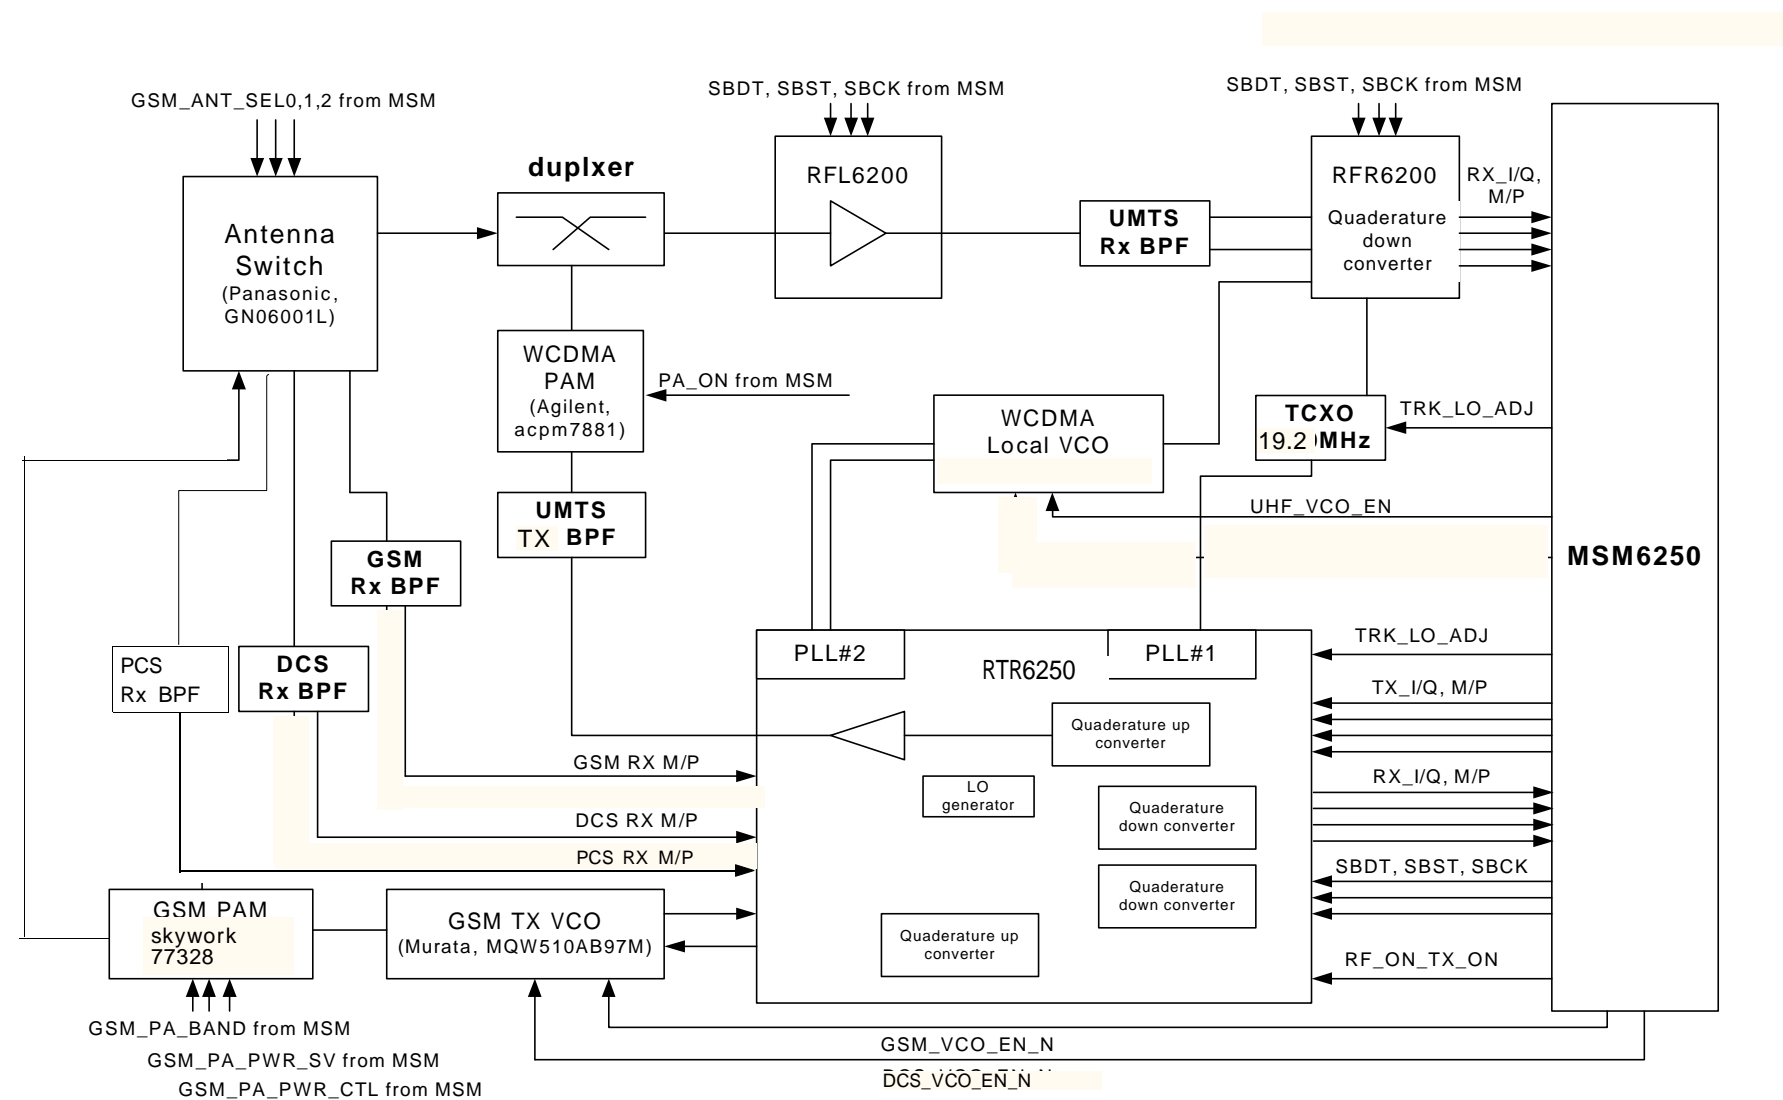 GSM_ANT_SEL0,1,2 from MSM
SBDT, SBST, SBCK from MSM
SBDT, SBST, SBCK from MSM
duplxer
RFL6200
RFR6200
Quaderature
down
converter
RX_I/Q,
M/P
Antenna
Switch
(Panasonic,
GN06001L)
UMTS
Rx BPF
WCDMA
PAM
(Agilent,
acpm7881)
PA_ON from MSM
WCDMA
Local VCO
TCXO
19.2 MHz
TRK_LO_ADJ
UMTS
TX BPF
UHF_VCO_EN
MSM6250
GSM
Rx BPF
PCS
Rx BPF
DCS
Rx BPF
PLL#2
RTR6250
PLL#1
TRK_LO_ADJ
TX_I/Q, M/P
Quaderature up
converter
GSM RX M/P
LO
generator
RX_I/Q, M/P
Quaderature
down converter
DCS RX M/P
PCS RX M/P
SBDT, SBST, SBCK
Quaderature
down converter
GSM PAM
skywork
77328
GSM TX VCO
(Murata, MQW510AB97M)
Quaderature up
converter
RF_ON_TX_ON
GSM_PA_BAND from MSM
GSM_PA_PWR_SV from MSM
GSM_PA_PWR_CTL from MSM
GSM_VCO_EN_N
DCS_VCO_EN_N